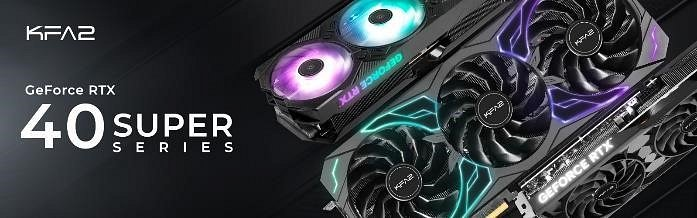 KFA2
GeForce RTX
40 SUPER
SERIES
GEFORCE RTX
KFA2
KFA2
GEFORCE RTX